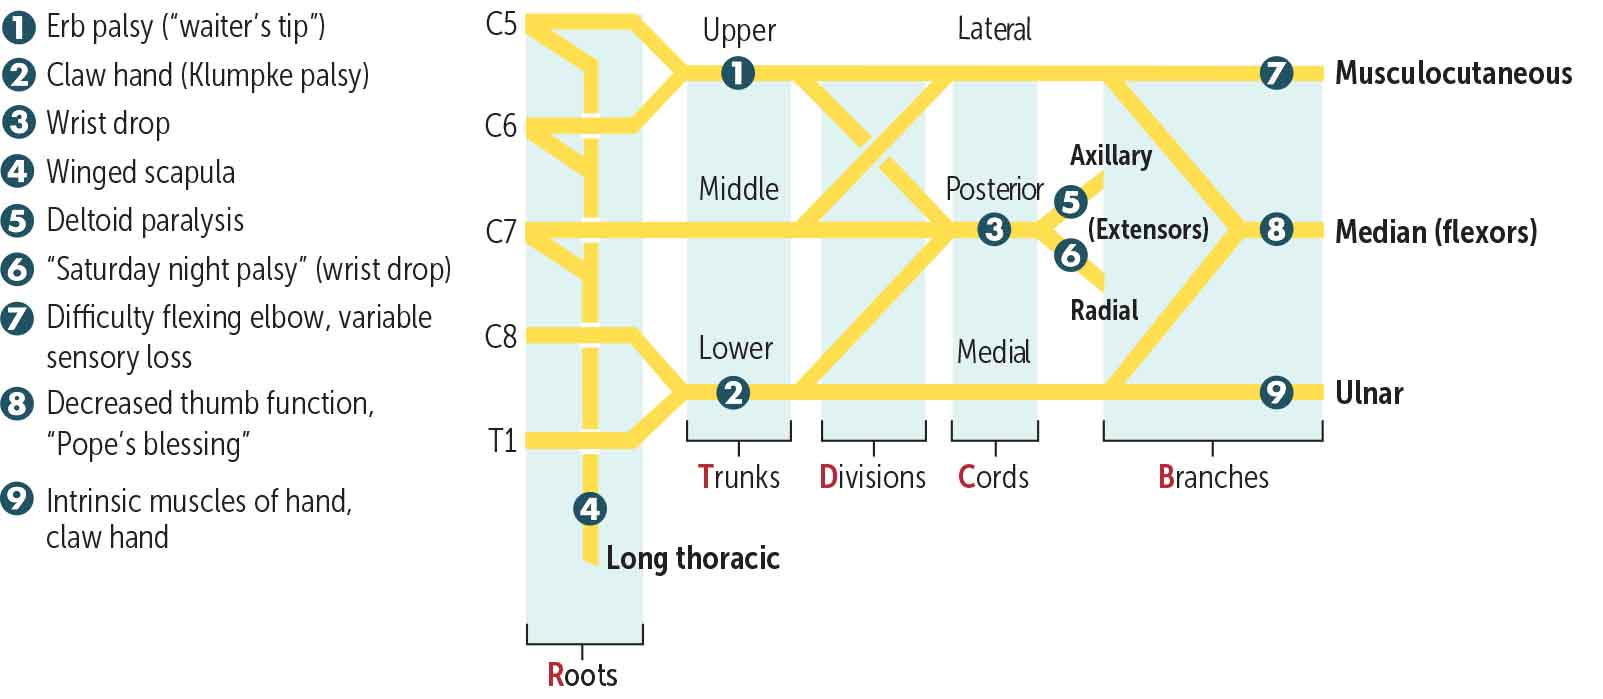 1 Erb palsy (“waiter’s tip”)
2 Claw hand (Klumpke palsy)
3 Wrist drop
4 Winged scapula
5 Deltoid paralysis
6 “Saturday night palsy” (wrist drop)
7 Difficulty flexing elbow, variable
sensory loss
8 Decreased thumb function,
“Pope’s blessing”
9 Intrinsic muscles of hand,
claw hand
C5
C6
C7
C8
T1
Upper
1
Middle
Lower
2
Lateral
Posterior
3
Medial
Axillary
5
(Extensors)
6
Radial
7
Musculocutaneous
8
Median (flexors)
9
Ulnar
4
Long thoracic
Roots
Trunks
Divisions
Cords
Branches